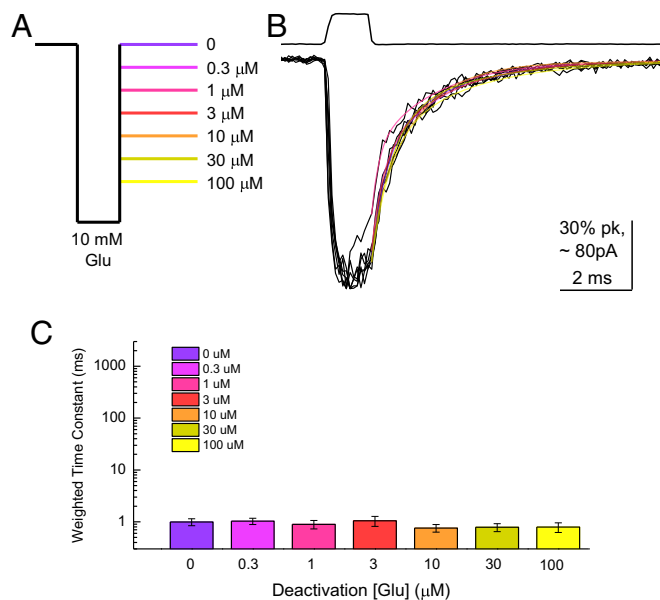 A
0
0.3 μM
1 μM
3 μM
10 μM
30 μM
100 μM
10 mM
Glu
B
30% pk,
~ 80pA
2 ms
C
Weighted Time Constant (ms)
1000
100
10
1
0 uM
0.3 uM
1 uM
3 uM
10 uM
30 uM
100 uM
0 0.3 1 3 10 30 100
Deactivation [Glu] (μM)